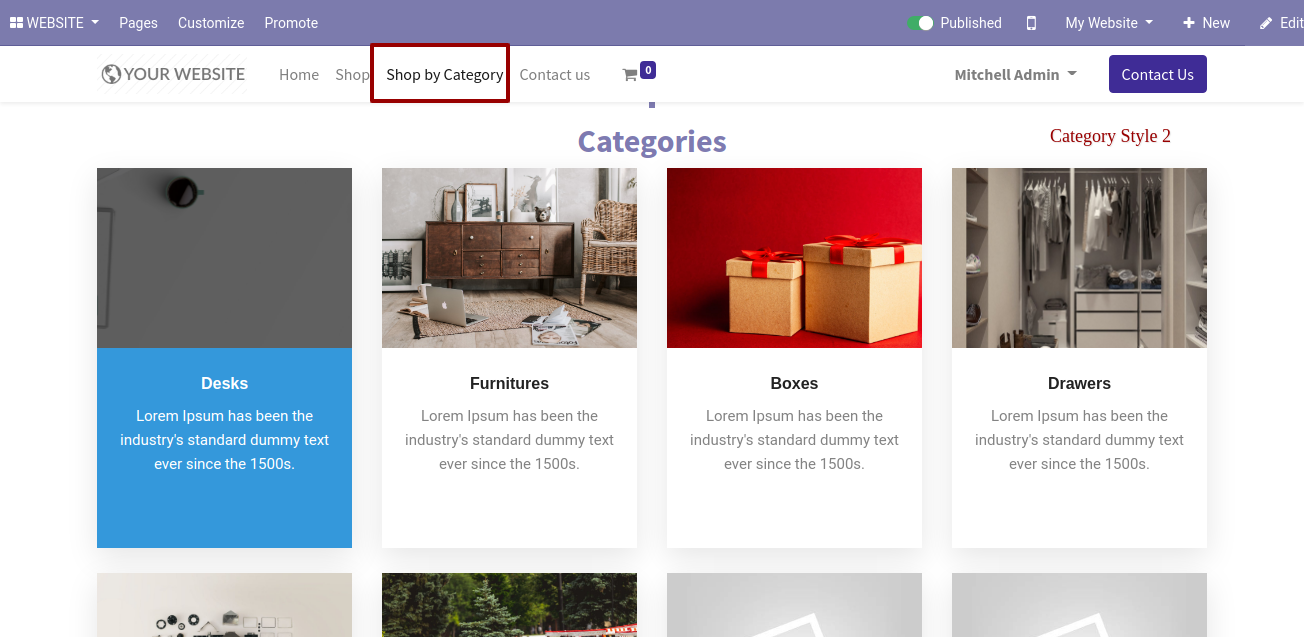 WEBSITE Pages Customize Promote Published My Website New Edit
YOUR WEBSITE Home Shop Shop by Category Contact us 0 Mitchell Admin Contact Us
Categories
Category Style 2
Desks
Lorem Ipsum has been the
industry's standard dummy text
ever since the 1500s.
Furnitures
Lorem Ipsum has been the
industry's standard dummy text
ever since the 1500s.
Boxes
Lorem Ipsum has been the
industry's standard dummy text
ever since the 1500s.
Drawers
Lorem Ipsum has been the
industry's standard dummy text
ever since the 1500s.